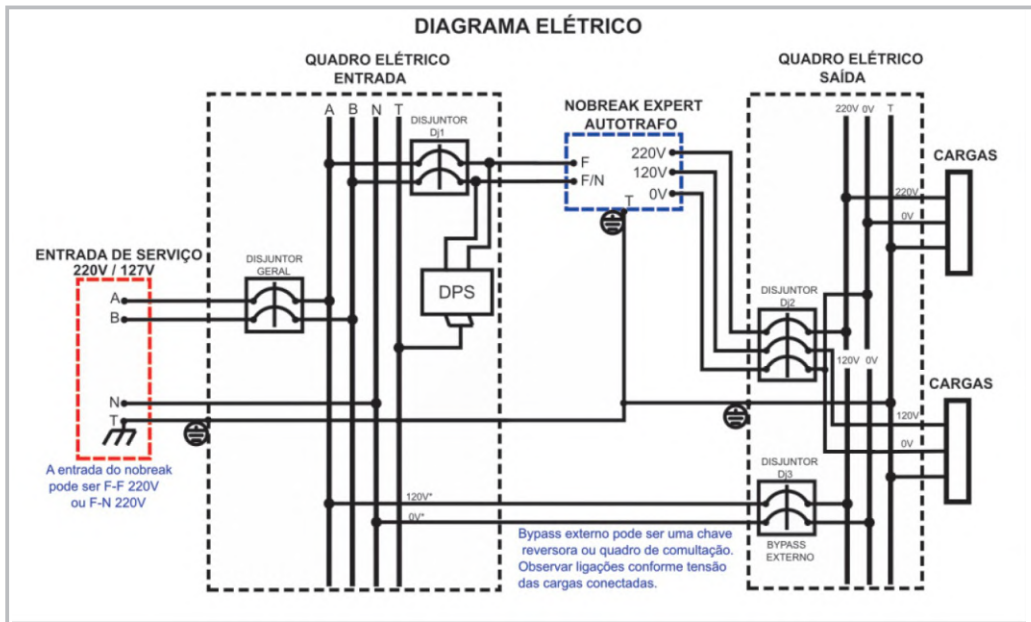 DIAGRAMA ELÉTRICO
QUADRO ELÉTRICO
ENTRADA
A B N T
DISJUNTOR
Dj1
NOBREAK EXPERT
AUTOTRAFO
F
F/N
220V
120V
0V
T
QUADRO ELÉTRICO
SAÍDA
220V 0V T
CARGAS
220V
0V
ENTRADA DE SERVIÇO
220V / 127V
A
B
N
T
DISJUNTOR
GERAL
DPS
DISJUNTOR
Dj2
120V 0V
CARGAS
120V
0V
A entrada do nobreak
pode ser F-F 220V
ou F-N 220V
120V*
0V*
DISJUNTOR
Dj3
BYPASS
EXTERNO
Bypass externo pode ser uma chave
reversora ou quadro de comultação.
Observar ligações conforme tensão
das cargas conectadas.